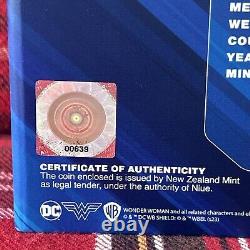 ME
WE
COU
YEA
MIN
00639
CERTIFICATE OF AUTHENTICITY
The coin enclosed is issued by New Zealand Mint
as legal tender, under the authority of Niue.
DC
WB
WONDER WOMAN and all related characters and e
TM & © DC. WB SHIELD: © & ™ WBEI. (s23)